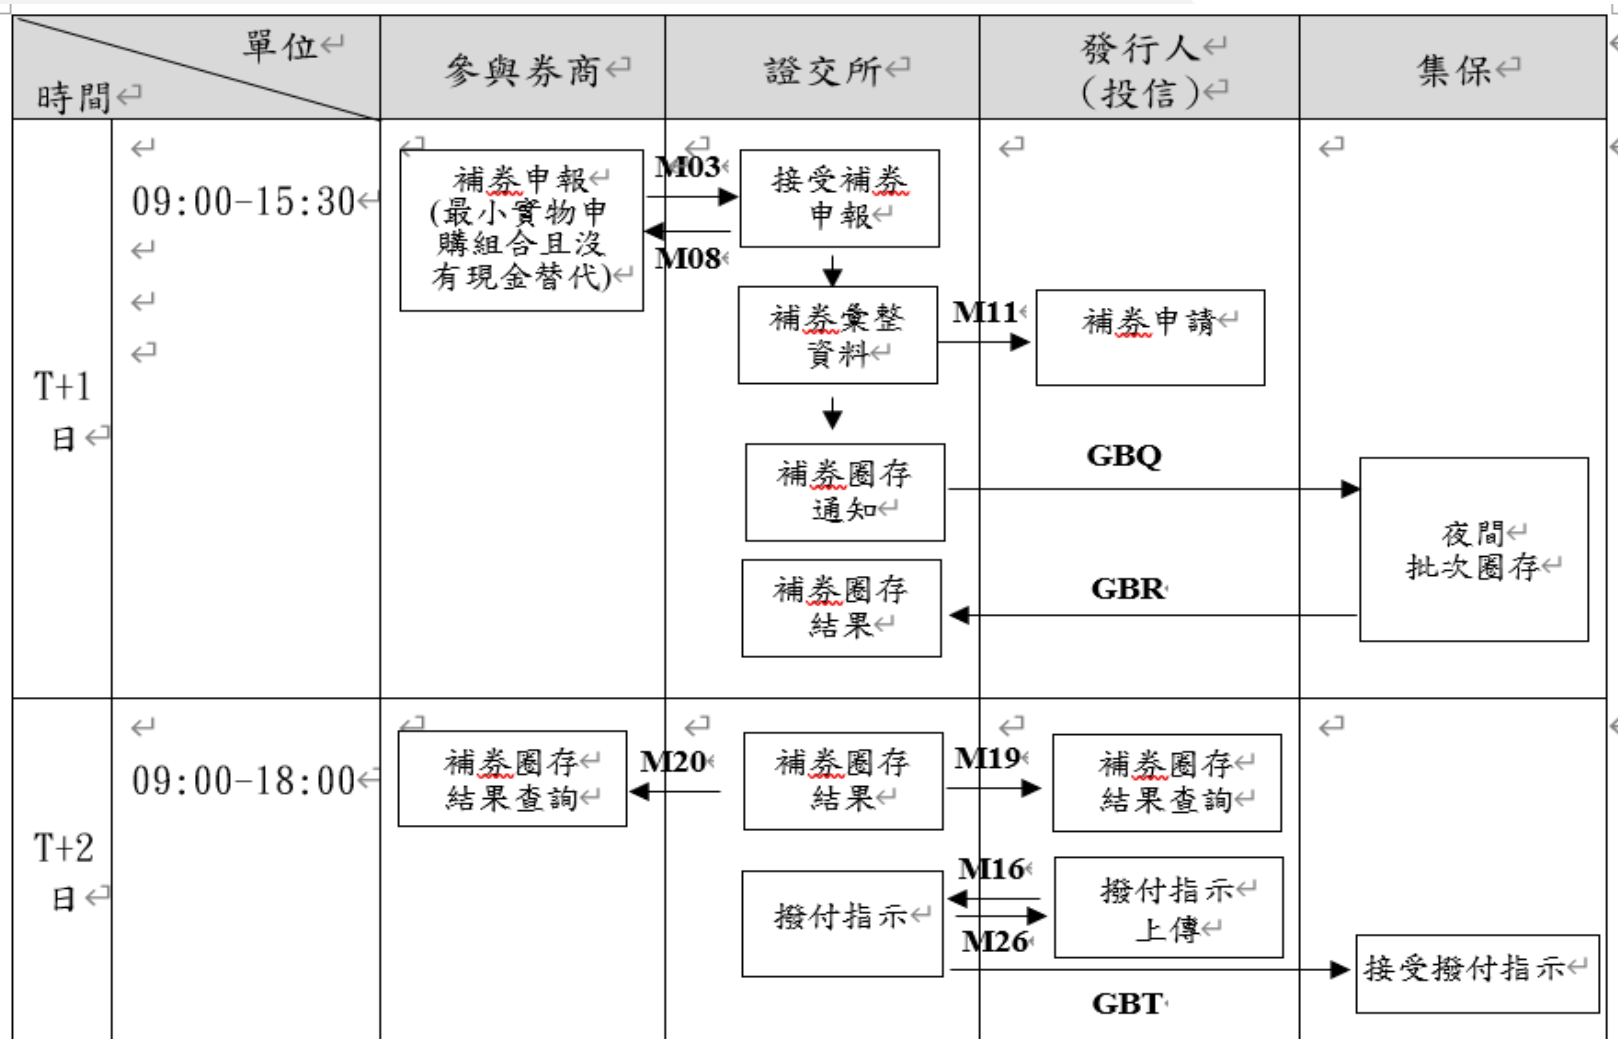 單位
時間
參與券商
證交所
發行人
(投信)
集保
T+1
日
09:00-15:30
補券申報
(最小實物申
購組合且沒
有現金替代)
M03
M08
接受補券
申報
補券彙整
資料
M11
補券申請
補券圈存
通知
GBQ
夜間
批次圈存
補券圈存
結果
GBR
T+2
日
09:00-18:00
補券圈存
結果查詢
M20
補券圈存
結果
M19
補券圈存
結果查詢
撥付指示
M16
M26
撥付指示
上傳
GBT
接受撥付指示